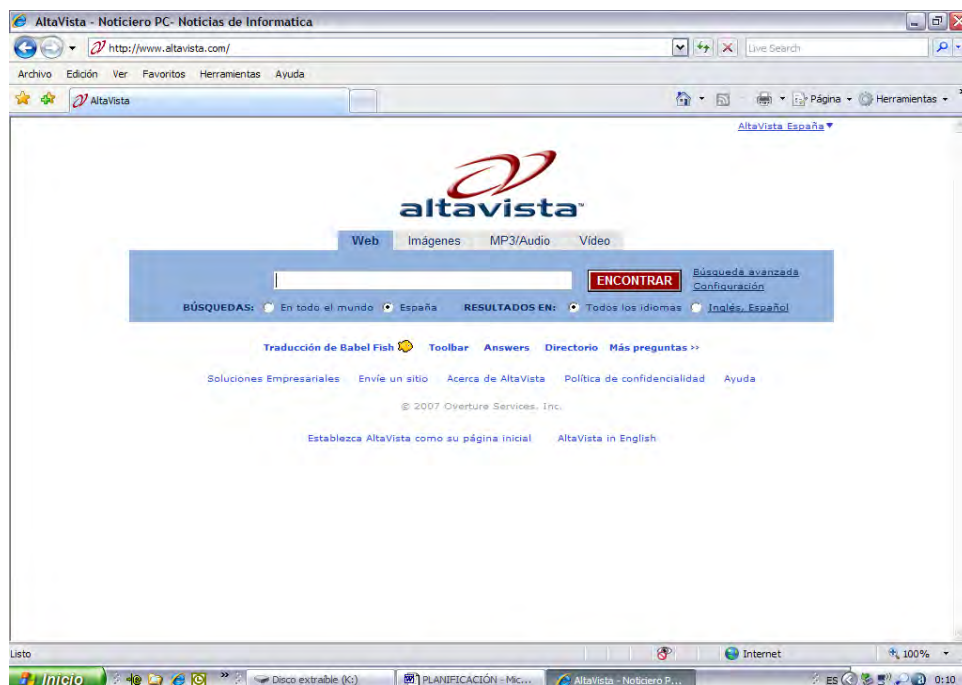 AltaVista - Noticiero PC- Noticias de Informatica
http://www.altavista.com/
Live Search
Archivo Edición Ver Favoritos Herramientas Ayuda
AltaVista
Página
Herramientas
AltaVista España
altavista
Web Imágenes MP3/Audio Vídeo
ENCONTRAR
Búsqueda avanzada
Configuración
BÚSQUEDAS: En todo el mundo España RESULTADOS EN: Todos los idiomas Inglés, Español
Traducción de Babel Fish Toolbar Answers Directorio Más preguntas >>
Soluciones Empresariales Envíe un sitio Acerca de AltaVista Política de confidencialidad Ayuda
© 2007 Overture Services, Inc.
Establezca AltaVista como su página inicial AltaVista in English
Listo Internet 100%
Inicio Disco extraíble (K:) PLANIFICACIÓN - Mic... AltaVista - Noticiero P... ES 0:10